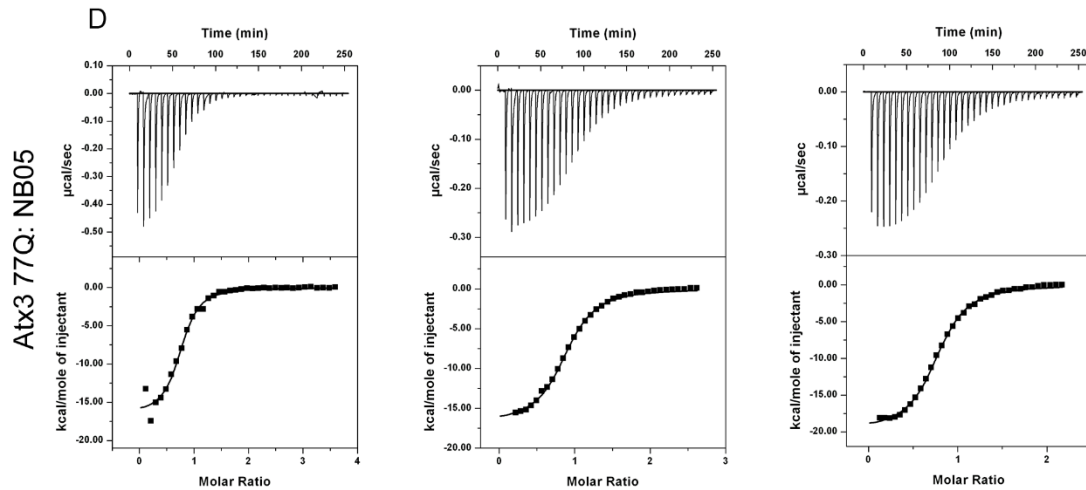 D
Atx3 77Q: NB05
Time (min)
0 50 100 150 200 250
0.10
0.00
-0.10
-0.20
-0.30
-0.40
-0.50
µcal/sec
0.00
-5.00
-10.00
-15.00
-20.00
kcal/mole of injectant
0 1 2 3 4
Molar Ratio
Time (min)
0 50 100 150 200 250
0.00
-0.10
-0.20
-0.30
µcal/sec
0.00
-5.00
-10.00
-15.00
-20.00
kcal/mole of injectant
0 1 2 3
Molar Ratio
Time (min)
0 50 100 150 200 250
0.00
-0.10
-0.20
-0.30
µcal/sec
0.00
-5.00
-10.00
-15.00
-20.00
kcal/mole of injectant
0 1 2
Molar Ratio